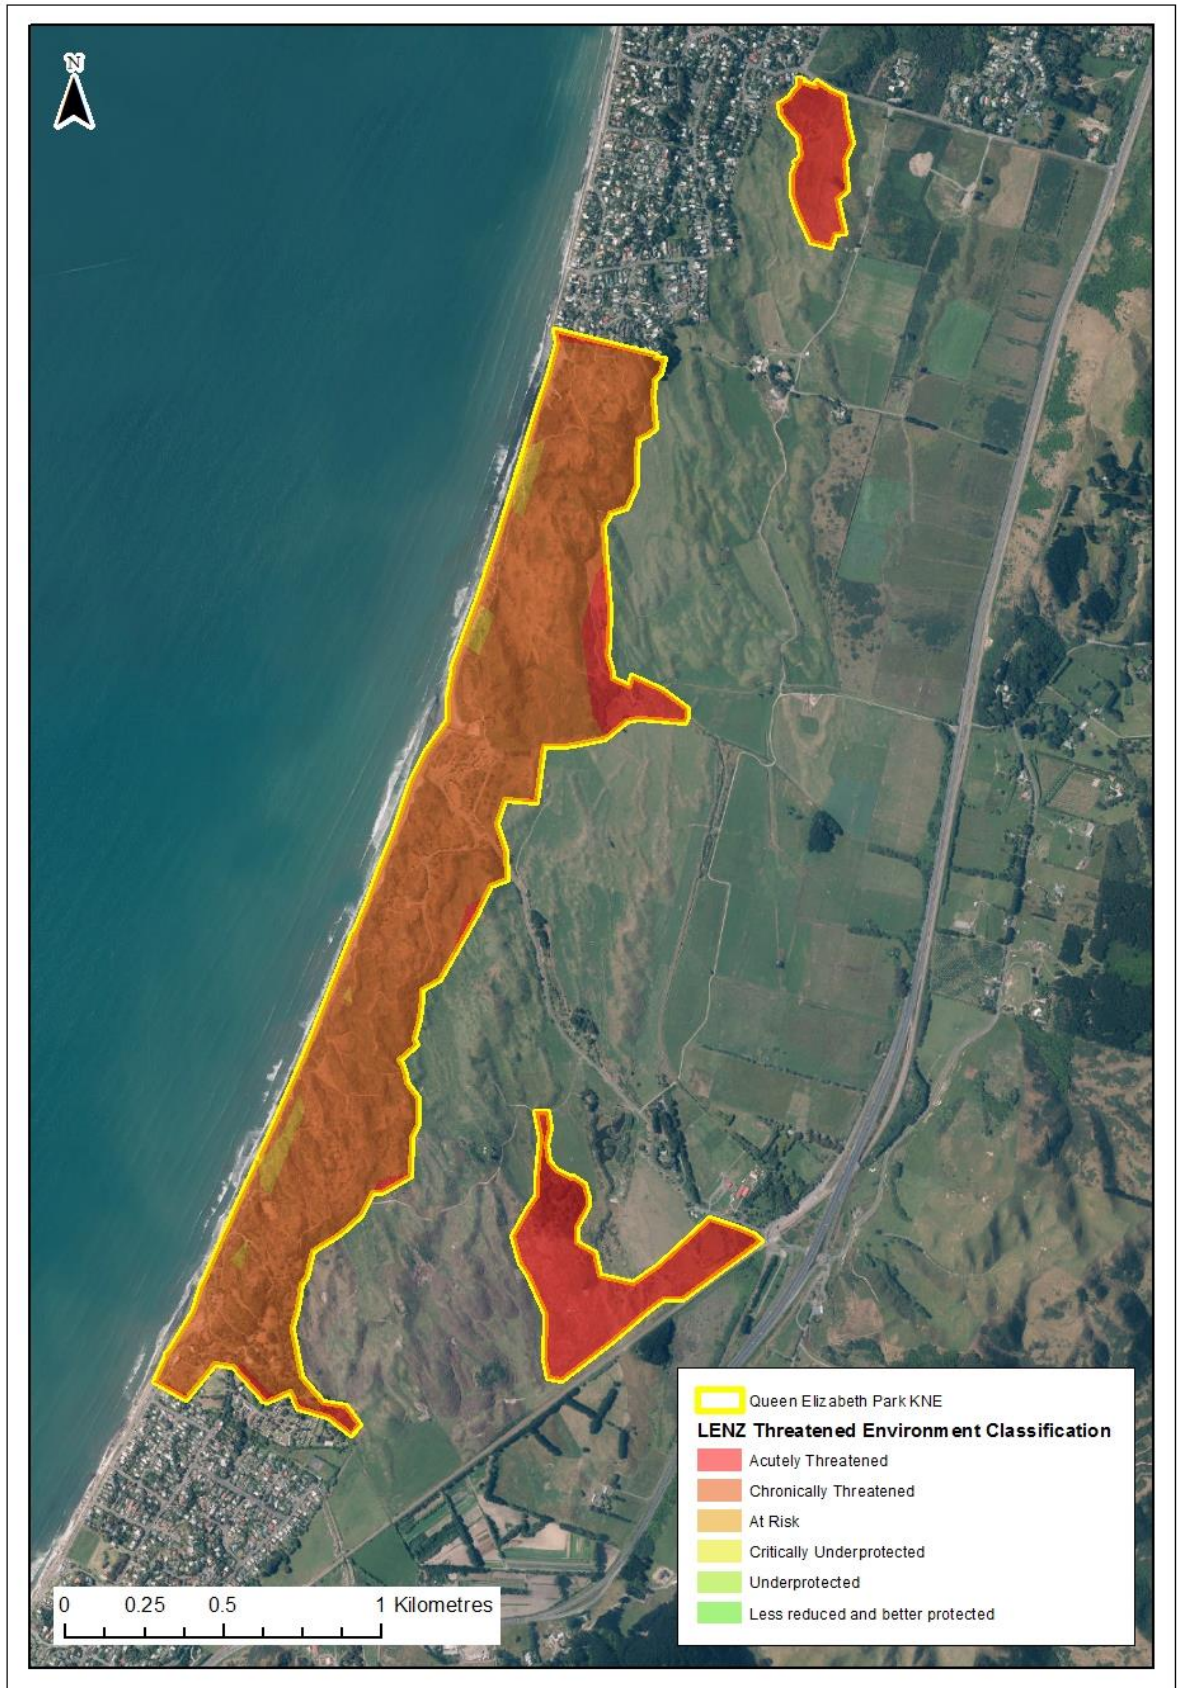 N
Queen Elizabeth Park KNE
LENZ Threatened Environment Classification
Acutely Threatened
Chronically Threatened
At Risk
Critically Underprotected
Underprotected
Less reduced and better protected
0 0.25 0.5 1 Kilometres